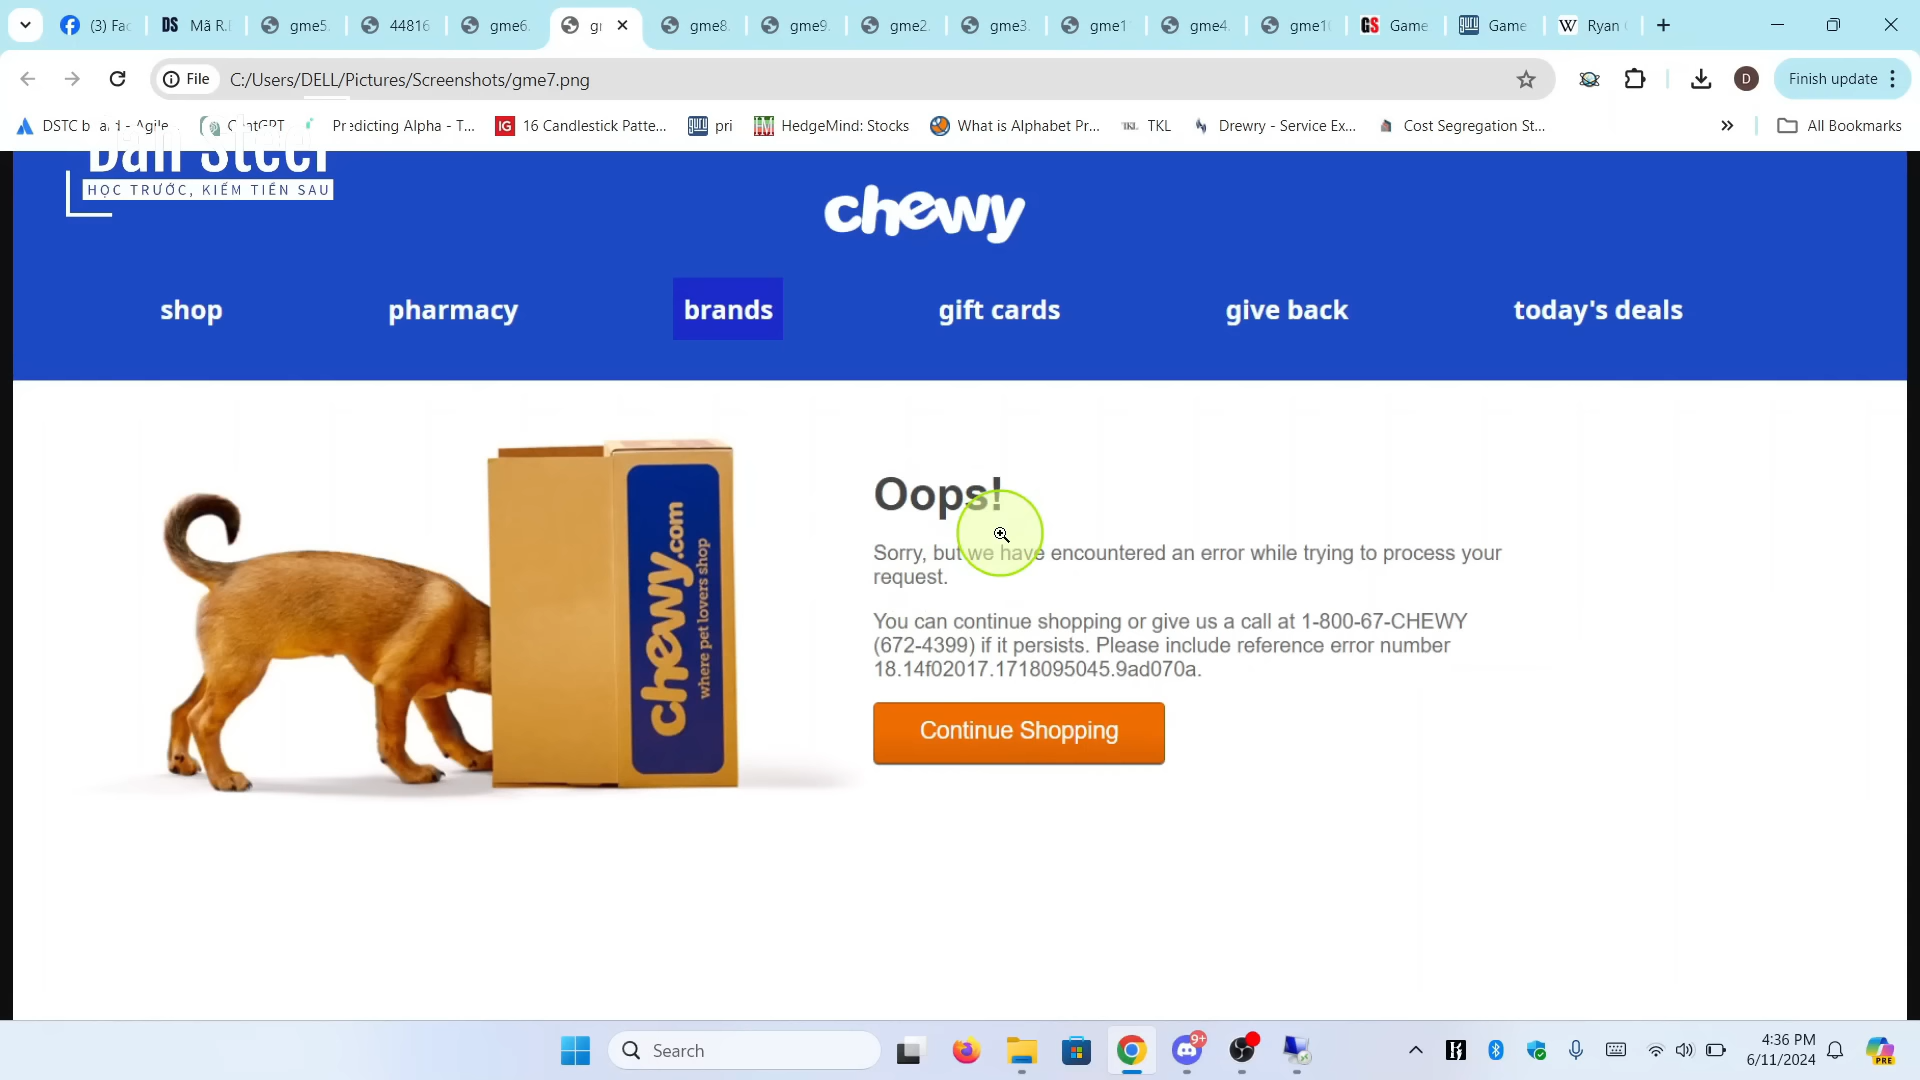 (3) Fac
Mã R.
gme5.
44816
gme6.
gr
gme8.
gme9.
gme2.
gme3.
gme1
gme4.
gme1
Game
Game
Ryan
File
C:/Users/DELL/Pictures/Screenshots/gme7.png
D
Finish update
Agile
Predicting Alpha - T...
16 Candlestick Patte...
pri
HedgeMind: Stocks
What is Alphabet Pr...
TKL
Drewry - Service Ex...
Cost Segregation St...
All Bookmarks
Dan Steel
HỌC TRƯỚC, KIẾM TIỀN SAU
chewy
shop
pharmacy
brands
gift cards
give back
today's deals
chewy.com
where pet lovers shop
Oops!
Sorry, but we have encountered an error while trying to process your
request.
You can continue shopping or give us a call at 1-800-67-CHEWY
(672-4399) if it persists. Please include reference error number
18.14f02017.1718095045.9ad070a.
Continue Shopping
Search
9+
4:36 PM
6/11/2024
PRE